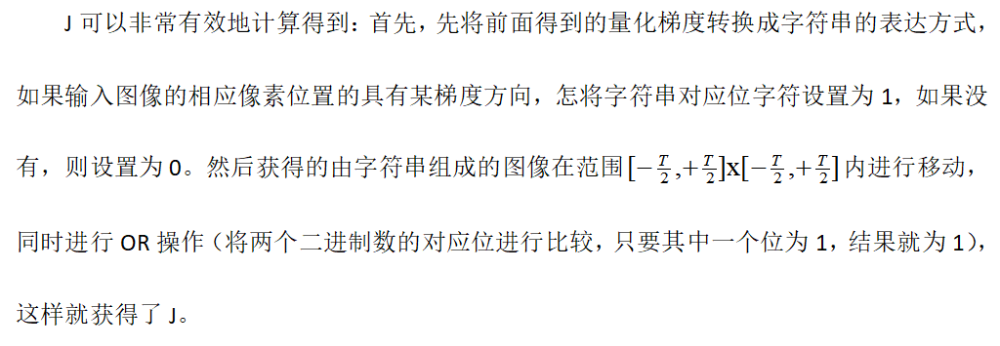 J 可以非常有效地计算得到：首先，先将前面得到的量化梯度转换成字符串的表达方式，
如果输入图像的相应像素位置的具有某梯度方向，怎将字符串对应位字符设置为 1，如果没
有，则设置为 0。然后获得的由字符串组成的图像在范围[-T/2,+T/2]x[-T/2,+T/2]内进行移动，
同时进行 OR 操作（将两个二进制数的对应位进行比较，只要其中一个位为 1，结果就为 1），
这样就获得了 J。